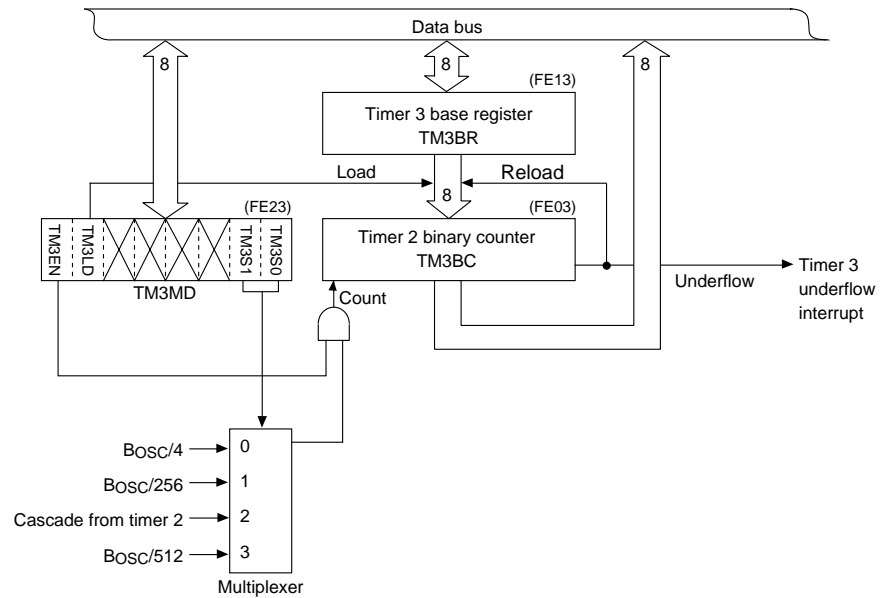 Data bus
8
8
8
(FE13)
Timer 3 base register
TM3BR
Load
Reload
8
(FE23)
(FE03)
TM3EN
TM3LD
TM3S1
TM3S0
Timer 2 binary counter
TM3BC
TM3MD
Count
Underflow
Timer 3
underflow
interrupt
BOSC/4
0
BOSC/256
1
Cascade from timer 2
2
BOSC/512
3
Multiplexer